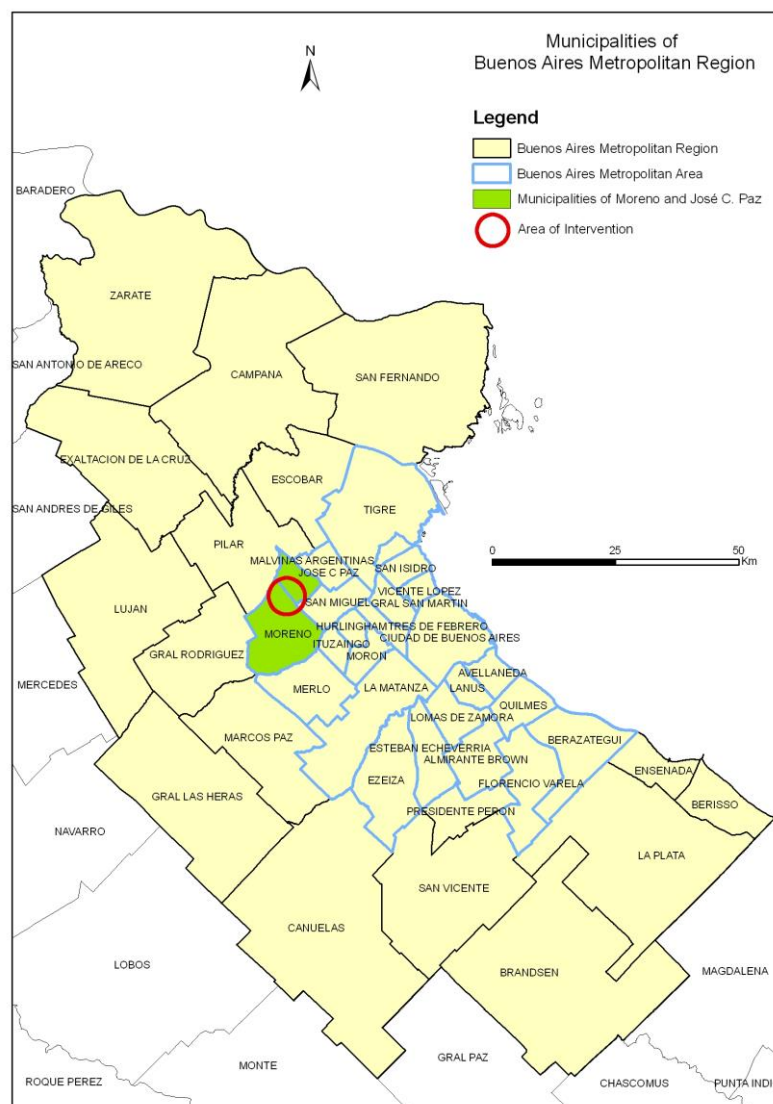 Municipalities of
Buenos Aires Metropolitan Region
N
Legend
Buenos Aires Metropolitan Region
Buenos Aires Metropolitan Area
Municipalities of Moreno and José C. Paz
Area of Intervention
BARADERO
ZARATE
SAN ANTONIO DE ARECO
CAMPANA
SAN FERNANDO
EXALTACION DE LA CRUZ
ESCOBAR
SAN ANDRES DE GILES
TIGRE
PILAR
MALVINAS ARGENTINAS
JOSE C PAZ
SAN ISIDRO
0 25 50
Km
VICENTE LOPEZ
LUJAN
SAN MIGUEL
GRAL SAN MARTIN
HURLINGHAM
TRES DE FEBRERO
MORENO
CIUDAD DE BUENOS AIRES
ITUZAINGO
GRAL RODRIGUEZ
MORON
AVELLANEDA
MERCEDES
MERLO
LA MATANZA
LANUS
QUILMES
LOMAS DE ZAMORA
MARCOS PAZ
BERAZATEGUI
ESTEBAN ECHEVERRIA
ALMIRANTE BROWN
ENSENADA
EZEIZA
FLORENCIO VARELA
GRAL LAS HERAS
BERISSO
PRESIDENTE PERON
NAVARRO
LA PLATA
SAN VICENTE
CANUELAS
LOBOS
BRANDSEN
MAGDALENA
MONTE
GRAL PAZ
ROQUE PEREZ
CHASCOMUS
PUNTA INDI